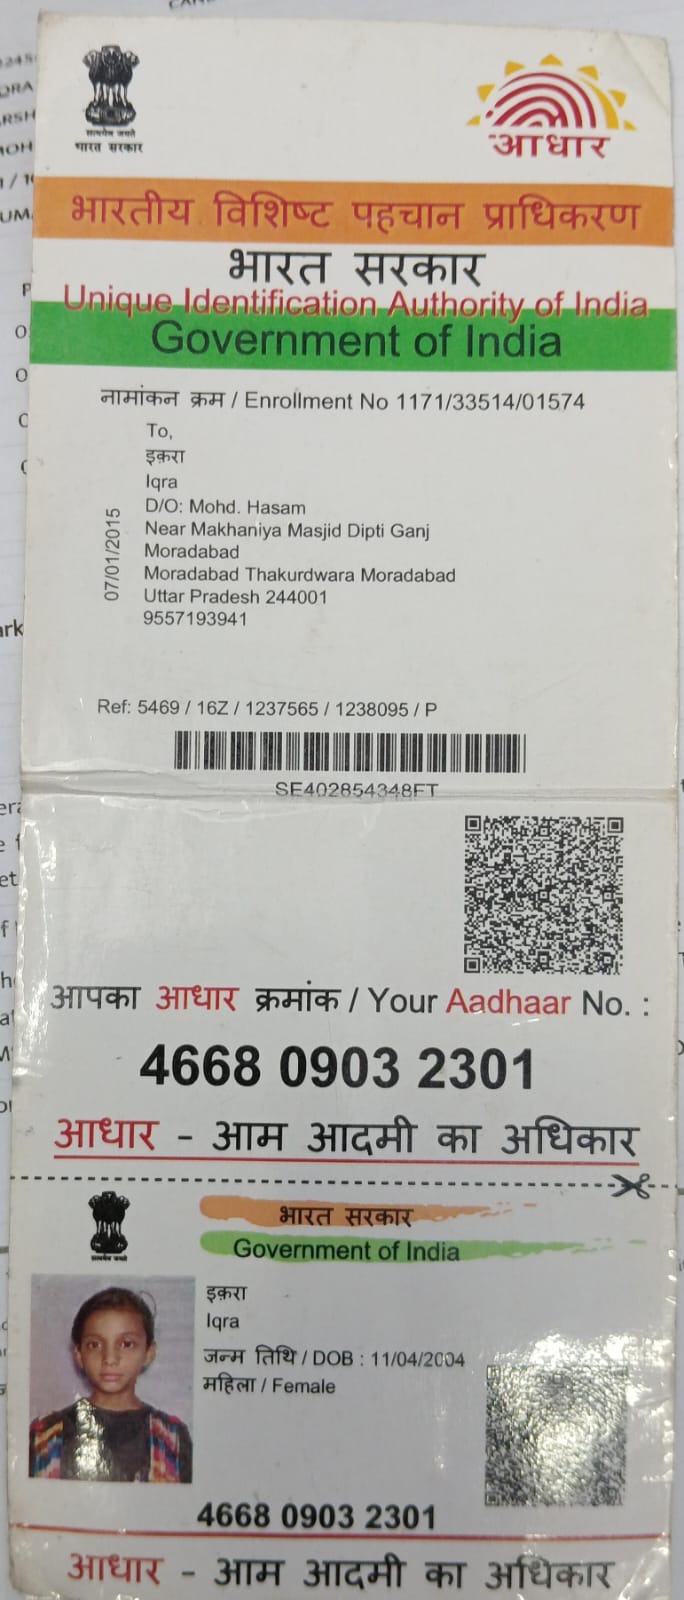 सत्यमेव जयते
भारत सरकार
आधार
भारतीय विशिष्ट पहचान प्राधिकरण
भारत सरकार
Unique Identification Authority of India
Government of India
नामांकन क्रम / Enrollment No 1171/33514/01574
To,
इक़रा
Iqra
D/O: Mohd. Hasam
Near Makhaniya Masjid Dipti Ganj
Moradabad
Moradabad Thakurdwara Moradabad
Uttar Pradesh 244001
9557193941
07/01/2015
Ref: 5469 / 16Z / 1237565 / 1238095 / P
SE402854348FT
आपका आधार क्रमांक / Your Aadhaar No. :
4668 0903 2301
आधार - आम आदमी का अधिकार
सत्यमेव जयते
भारत सरकार
Government of India
इक़रा
Iqra
जन्म तिथि / DOB : 11/04/2004
महिला / Female
4668 0903 2301
आधार - आम आदमी का अधिकार